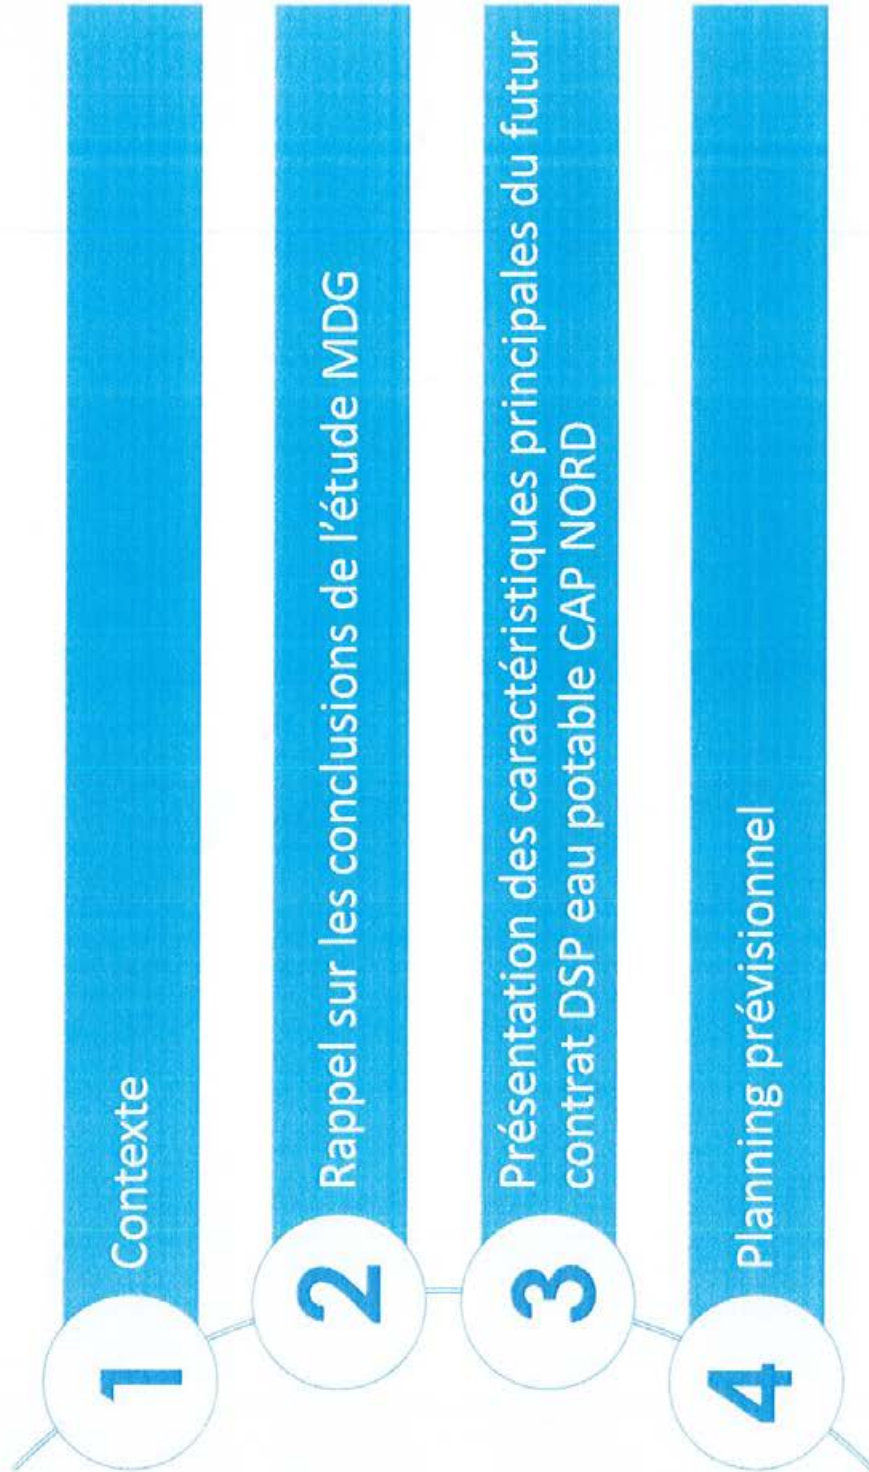 1
Contexte
2
Rappel sur les conclusions de l'étude MDG
3
Présentation des caractéristiques principales du futur
contrat DSP eau potable CAP NORD
4
Planning prévisionnel